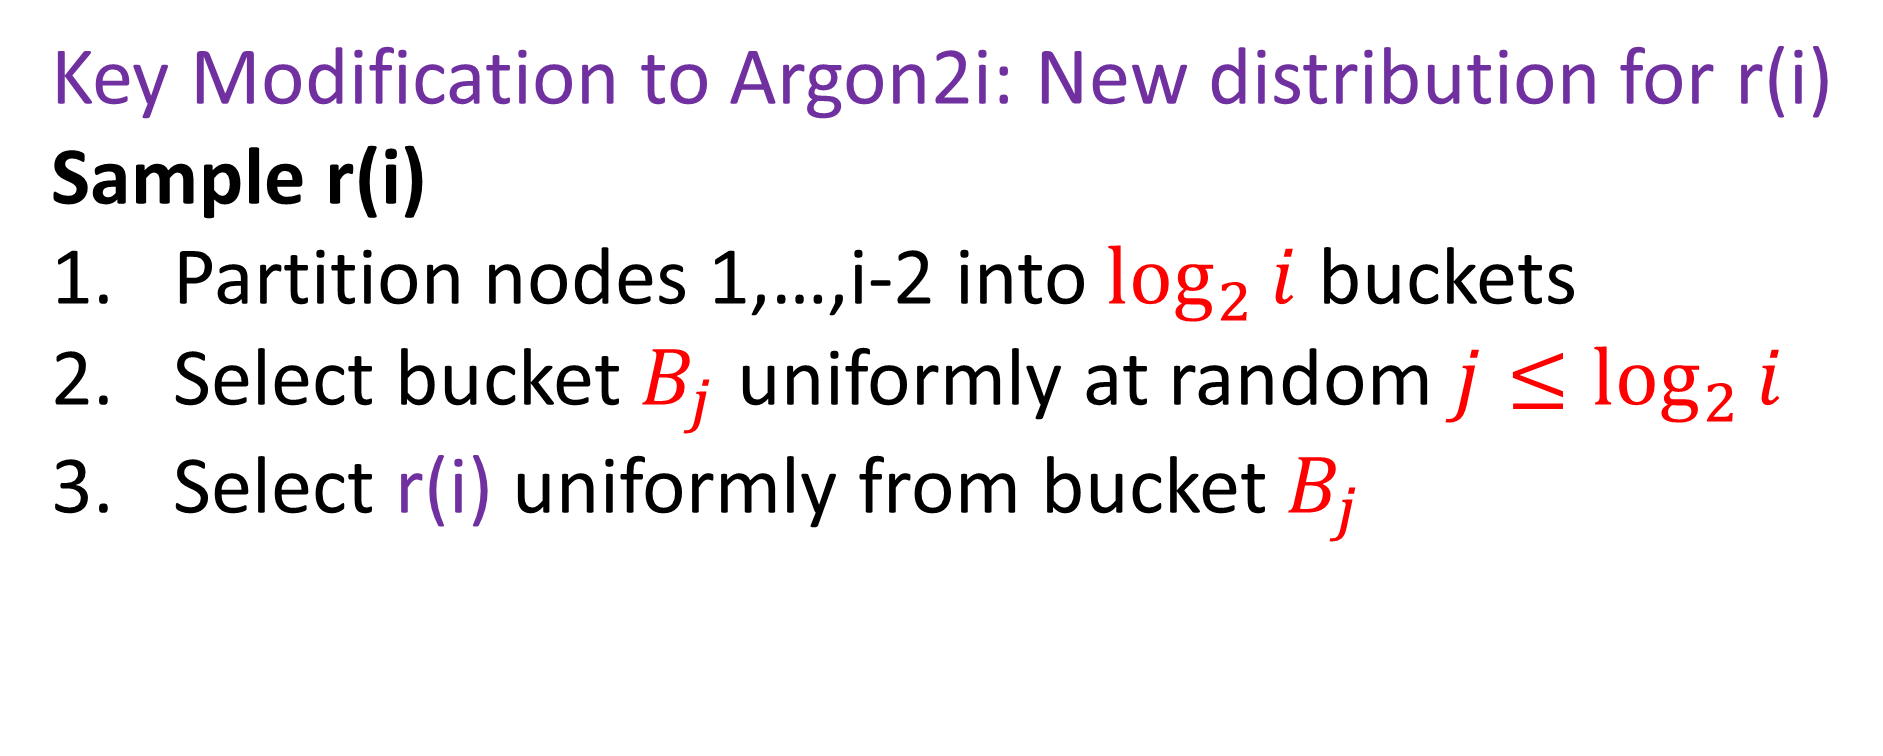 Key Modification to Argon2i: New distribution for r(i)
Sample r(i)
1. Partition nodes 1,...,i-2 into log₂ i buckets
2. Select bucket Bⱼ uniformly at random j ≤ log₂ i
3. Select r(i) uniformly from bucket Bⱼ